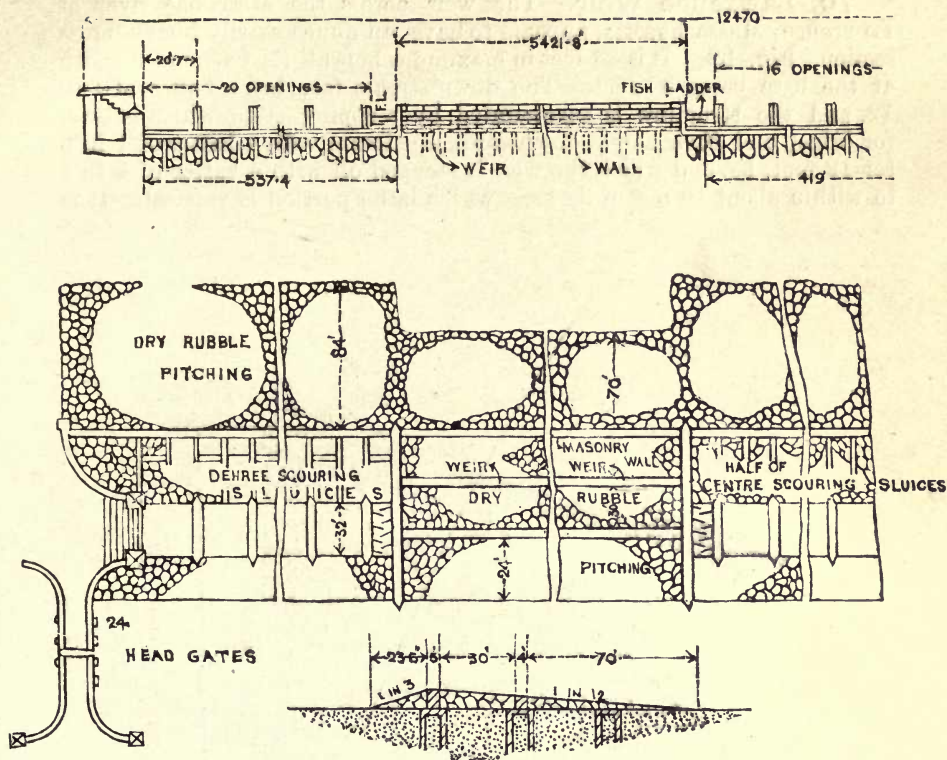 12470
5421'-8"
20'-7"
16 OPENINGS
20 OPENINGS
F.L.
FISH LADDER
WEIR
WALL
537.4
419'
DRY RUBBLE
PITCHING
84'
70'
DEHREE SCOURING
SLUICES
WEIR
MASONRY
WEIR
WALL
HALF OF
CENTRE SCOURING SLUICES
DRY
RUBBLE
30'
32'
24'
PITCHING
24
HEAD GATES
23'6"
5'
30'
4'
70'
1 IN 3
1 IN 12